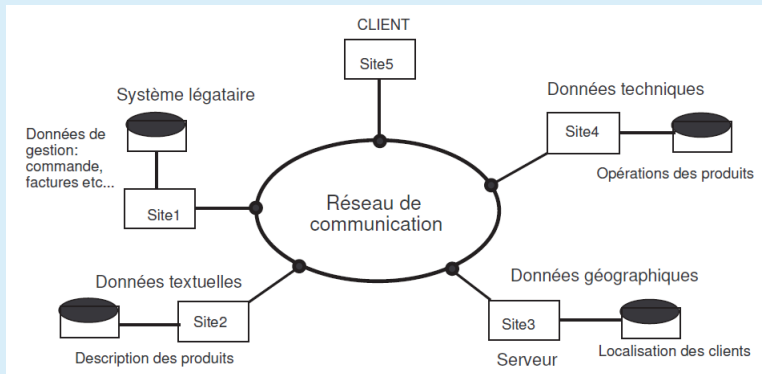 CLIENT
Site5
Système légataire
Données de
gestion:
commande,
factures etc...
Site1
Données techniques
Site4
Opérations des produits
Réseau de
communication
Données textuelles
Site2
Description des produits
Données géographiques
Site3
Serveur
Localisation des clients